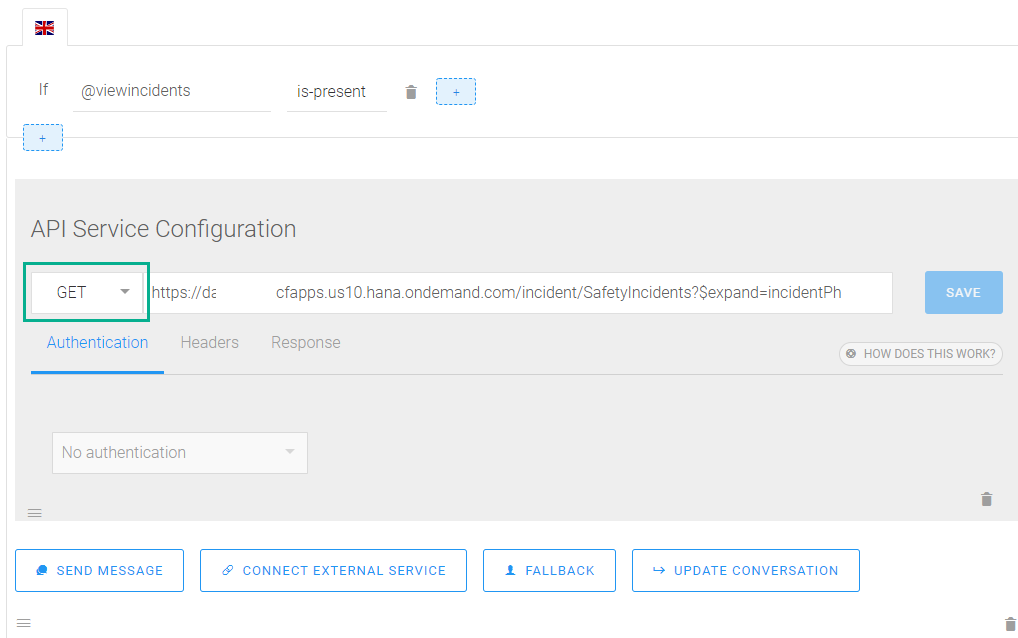 If @viewincidents is-present +
+
API Service Configuration
GET https://da cfapps.us10.hana.ondemand.com/incident/SafetyIncidents?$expand=incidentPh SAVE
Authentication Headers Response HOW DOES THIS WORK?
No authentication
SEND MESSAGE CONNECT EXTERNAL SERVICE FALLBACK UPDATE CONVERSATION